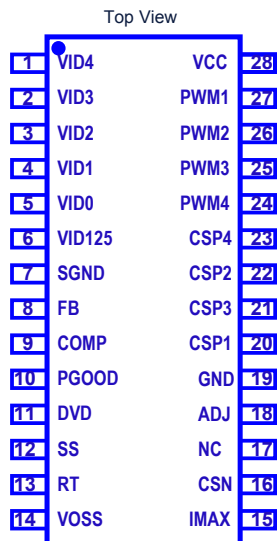 Top View
1 VID4 VCC 28
2 VID3 PWM1 27
3 VID2 PWM2 26
4 VID1 PWM3 25
5 VID0 PWM4 24
6 VID125 CSP4 23
7 SGND CSP2 22
8 FB CSP3 21
9 COMP CSP1 20
10 PGOOD GND 19
11 DVD ADJ 18
12 SS NC 17
13 RT CSN 16
14 VOSS IMAX 15